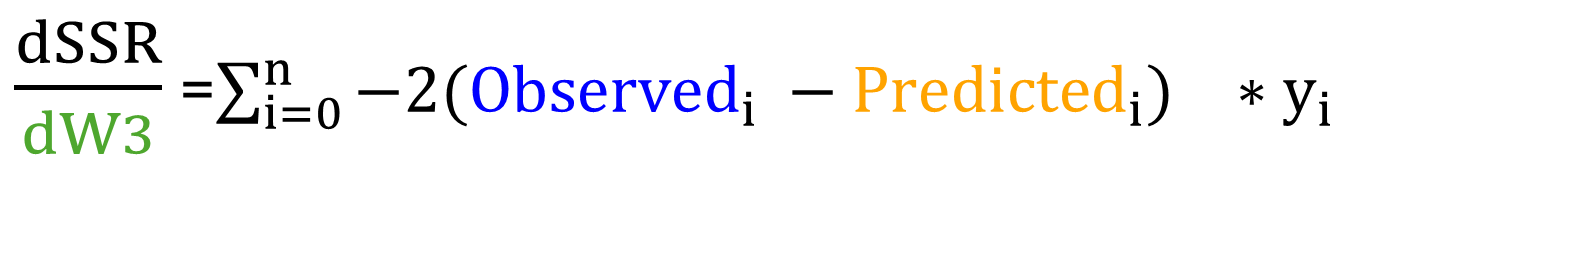 dSSR/dW3 = ∑ⁿᵢ₌₀ −2(Observedᵢ − Predictedᵢ) * yᵢ